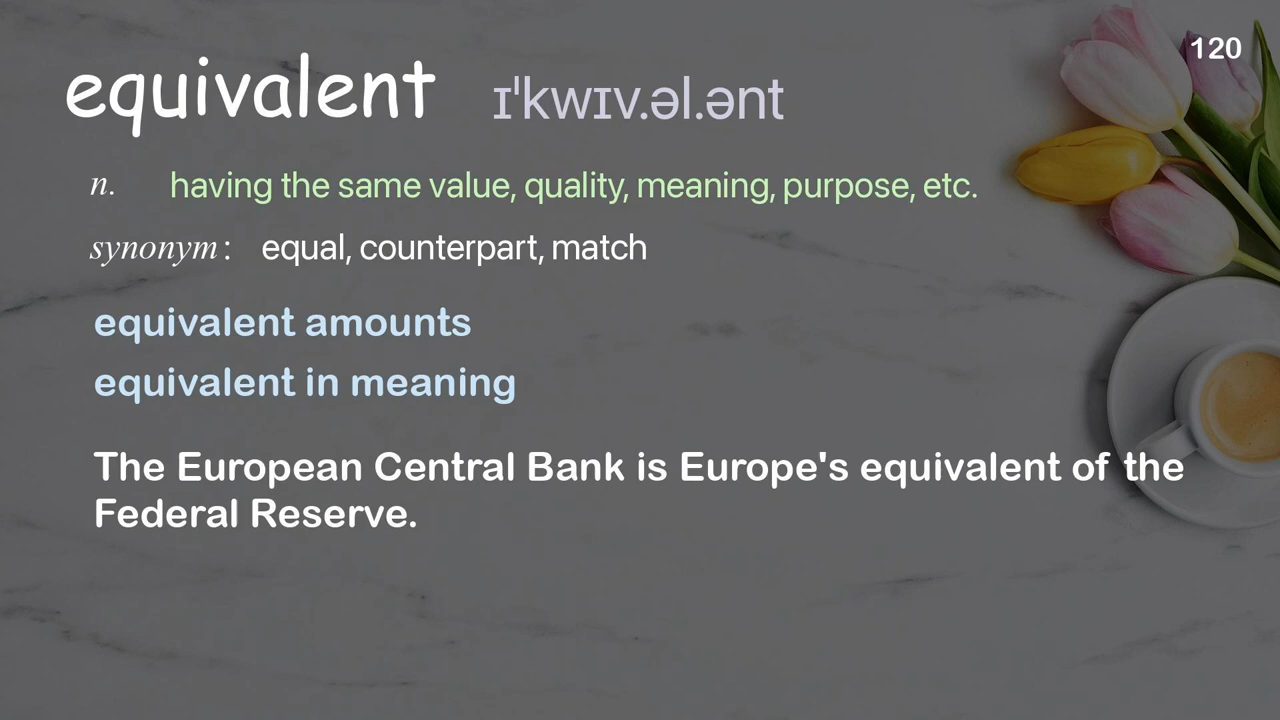 120
equivalent ɪˈkwɪv.əl.ənt
n. having the same value, quality, meaning, purpose, etc.
synonym: equal, counterpart, match
equivalent amounts
equivalent in meaning
The European Central Bank is Europe's equivalent of the
Federal Reserve.